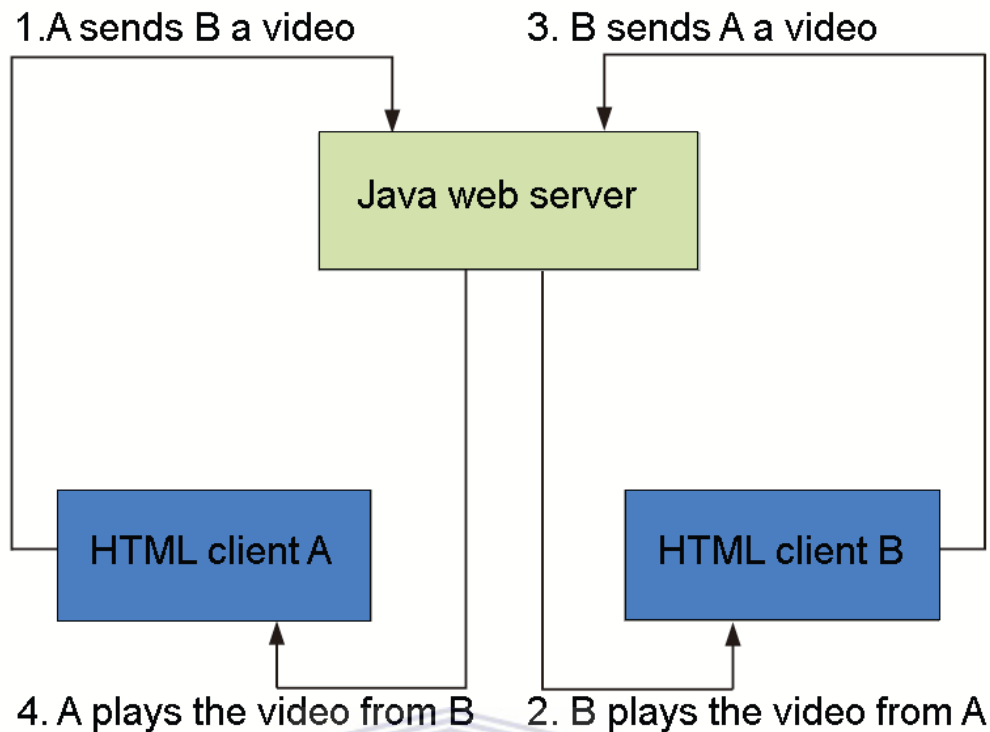 1.A sends B a video
3. B sends A a video
Java web server
HTML client A
HTML client B
4. A plays the video from B
2. B plays the video from A